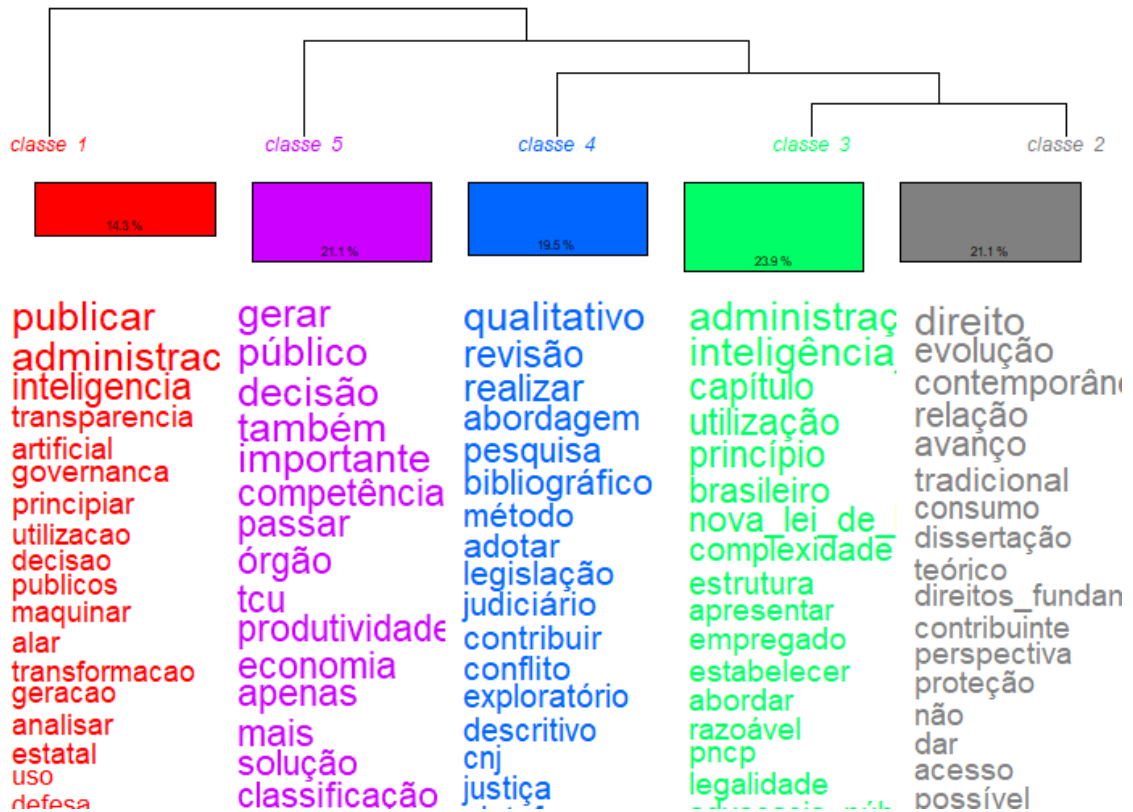 classe 1
classe 5
classe 4
classe 3
classe 2
14.3 %
21.1 %
19.5 %
23.9 %
21.1 %
publicar
administrac
inteligencia
transparencia
artificial
governanca
principiar
utilizacao
decisao
publicos
maquinar
alar
transformacao
geracao
analisar
estatal
uso
defesa
gerar
público
decisão
também
importante
competência
passar
órgão
tcu
produtividade
economia
apenas
mais
solução
classificação
qualitativo
revisão
realizar
abordagem
pesquisa
bibliográfico
método
adotar
legislação
judiciário
contribuir
conflito
exploratório
descritivo
cnj
justiça
administraç
inteligência
capítulo
utilização
princípio
brasileiro
nova_lei_de_
complexidade
estrutura
apresentar
empregado
estabelecer
abordar
razoável
pncp
legalidade
direito
evolução
contemporân
relação
avanço
tradicional
consumo
dissertação
teórico
direitos_fundam
contribuinte
perspectiva
proteção
não
dar
acesso
possível